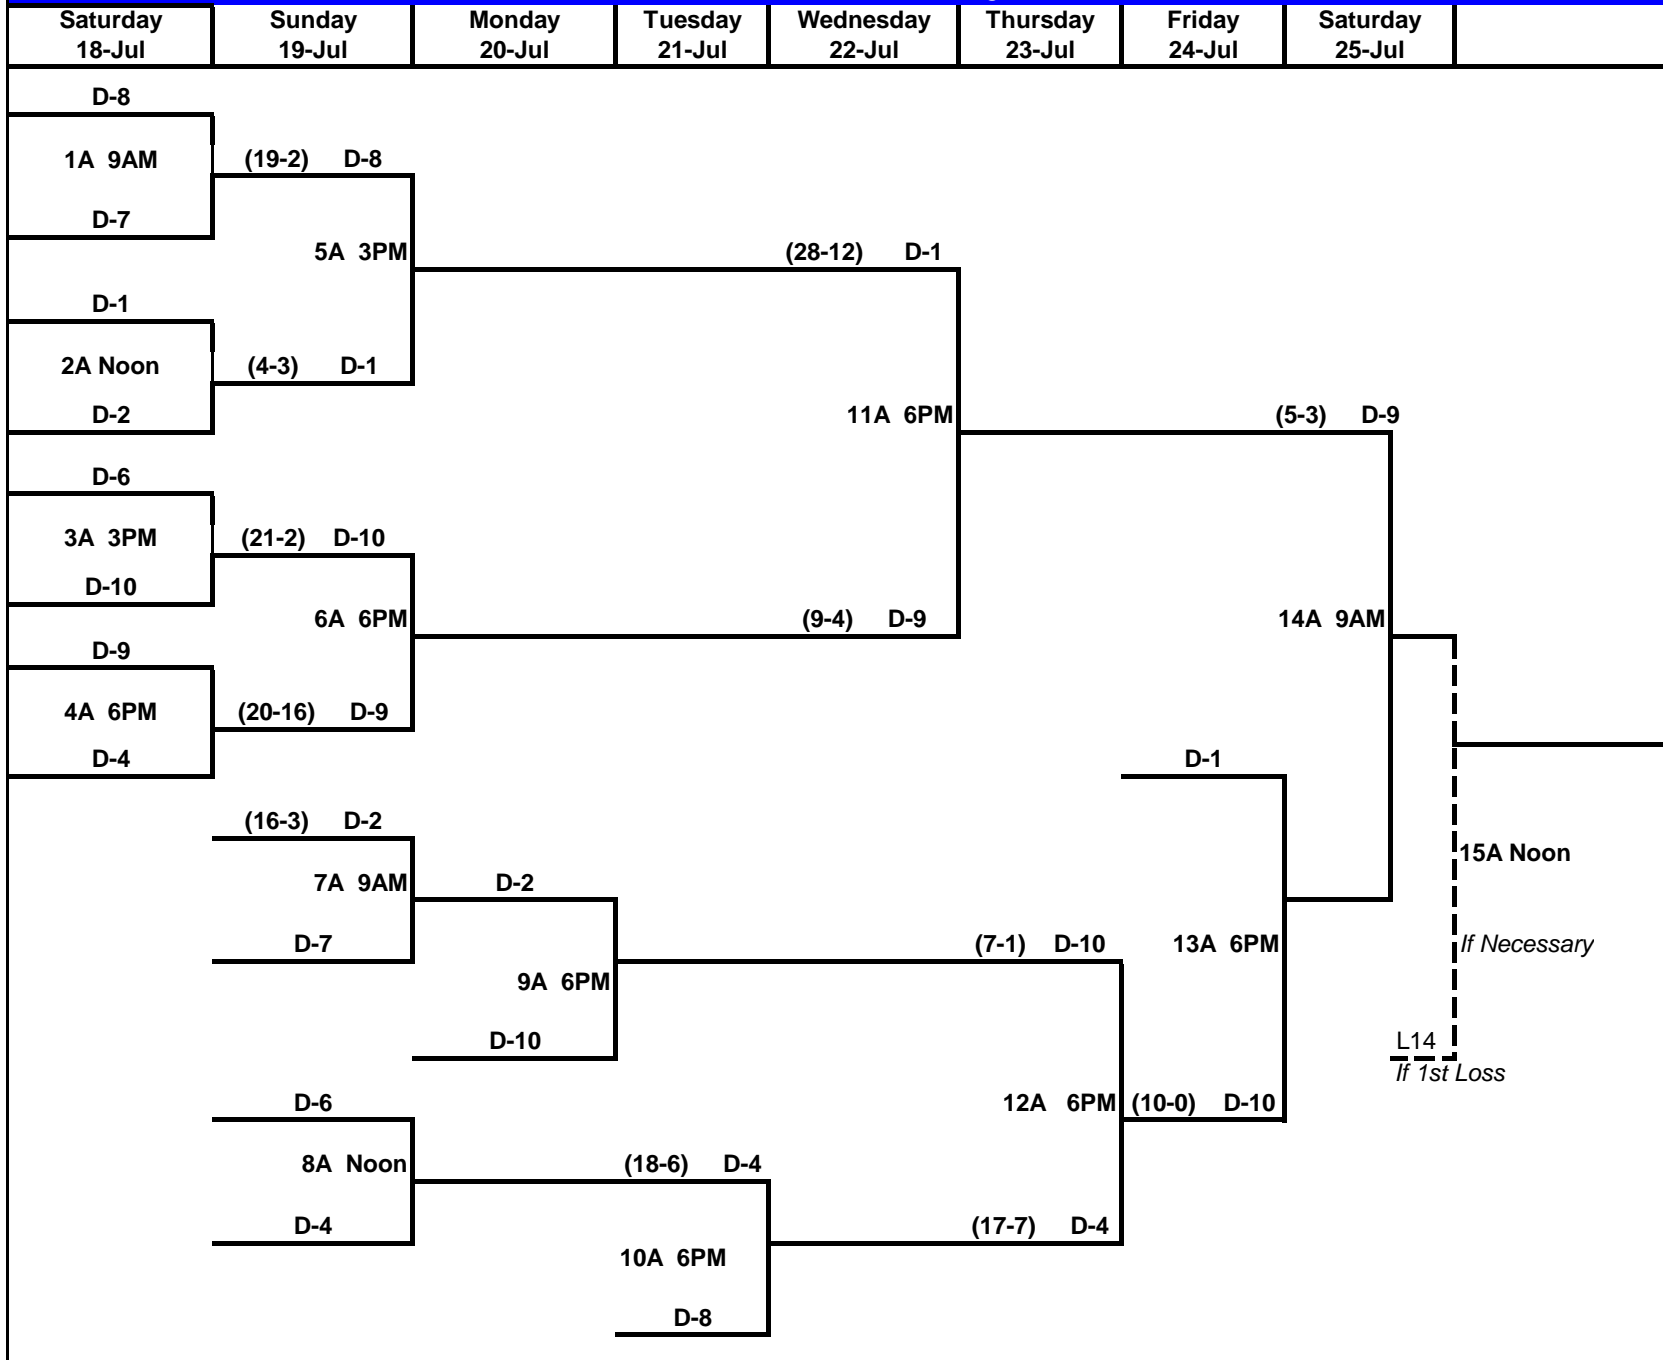 Saturday Sunday Monday Tuesday Wednesday Thursday Friday Saturday
18-Jul 19-Jul 20-Jul 21-Jul 22-Jul 23-Jul 24-Jul 25-Jul
D-8
1A 9AM (19-2) D-8
D-7
5A 3PM (28-12) D-1
D-1
2A Noon (4-3) D-1
D-2 11A 6PM (5-3) D-9
D-6
3A 3PM (21-2) D-10
D-10
6A 6PM (9-4) D-9 14A 9AM
D-9
4A 6PM (20-16) D-9
D-4 D-1
(16-3) D-2
15A Noon
7A 9AM D-2
D-7 (7-1) D-10 13A 6PM If Necessary
9A 6PM
D-10 L14
If 1st Loss
D-6 12A 6PM (10-0) D-10
8A Noon (18-6) D-4
D-4 (17-7) D-4
10A 6PM
D-8